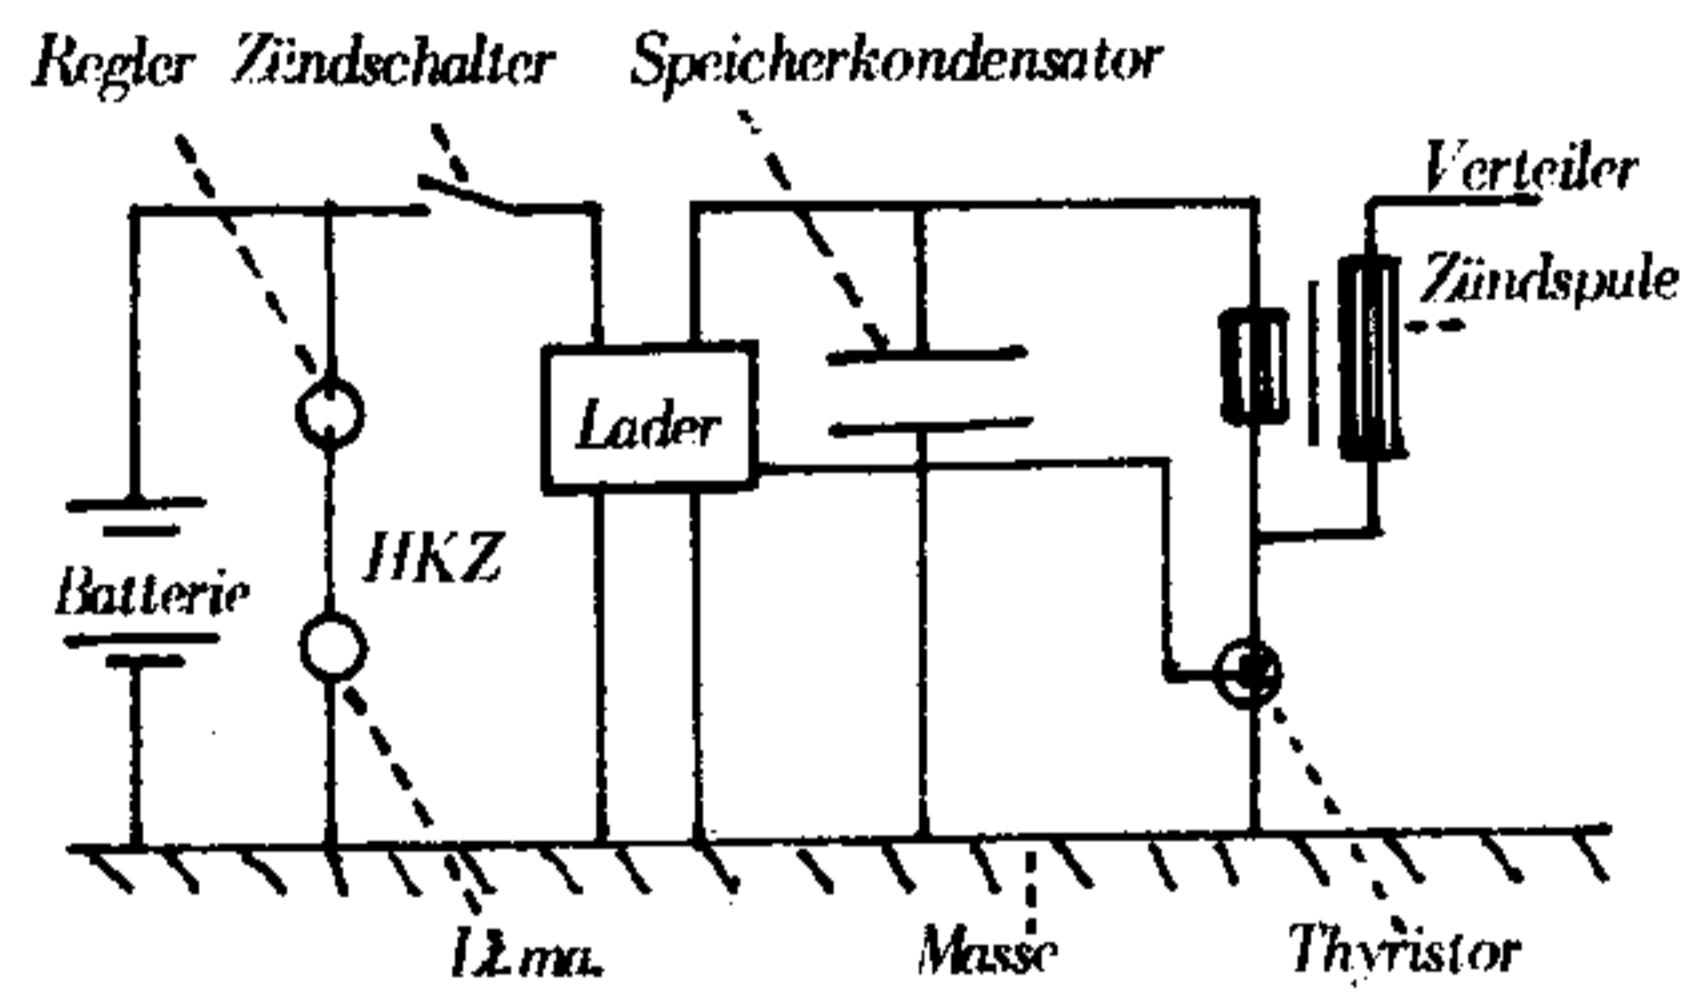 Regler Zündschalter Speicherkondensator
Verteiler
Zündspule
Lader
HKZ
Batterie
Masse
Thyristor